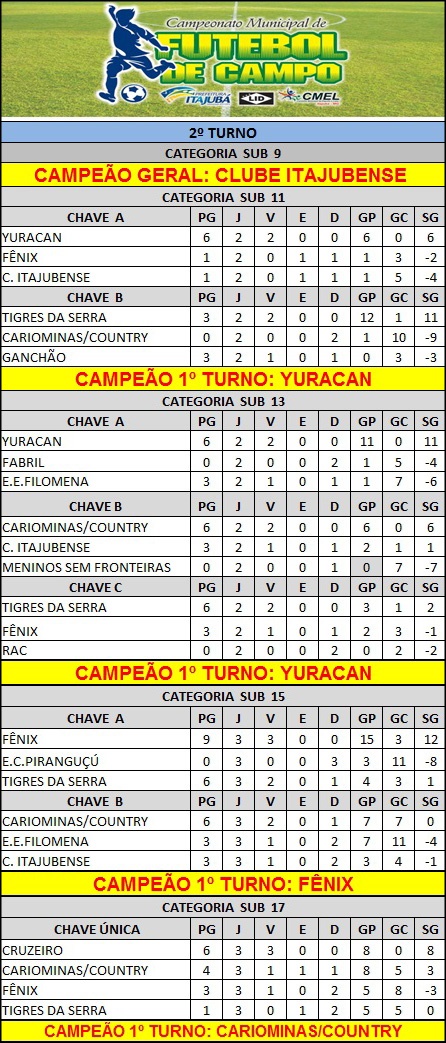 Campeonato Municipal de
FUTEBOL
DE CAMPO
PREFEITURA ITAJUBÁ LID CMEL
2º TURNO
CATEGORIA SUB 9
CAMPEÃO GERAL: CLUBE ITAJUBENSE
CATEGORIA SUB 11
CHAVE A PG J V E D GP GC SG
YURACAN 6 2 2 0 0 6 0 6
FÊNIX 1 2 0 1 1 1 3 -2
C. ITAJUBENSE 1 2 0 1 1 1 5 -4
CHAVE B PG J V E D GP GC SG
TIGRES DA SERRA 3 2 2 0 0 12 1 11
CARIOMINAS/COUNTRY 0 2 0 0 2 1 10 -9
GANCHÃO 3 2 1 0 1 0 3 -3
CAMPEÃO 1º TURNO: YURACAN
CATEGORIA SUB 13
CHAVE A PG J V E D GP GC SG
YURACAN 6 2 2 0 0 11 0 11
FABRIL 0 2 0 0 2 1 5 -4
E.E.FILOMENA 3 2 1 0 1 1 7 -6
CHAVE B PG J V E D GP GC SG
CARIOMINAS/COUNTRY 6 2 2 0 0 6 0 6
C. ITAJUBENSE 3 2 1 0 1 2 1 1
MENINOS SEM FRONTEIRAS 0 2 0 0 1 0 7 -7
CHAVE C PG J V E D GP GC SG
TIGRES DA SERRA 6 2 2 0 0 3 1 2
FÊNIX 3 2 1 0 1 2 3 -1
RAC 0 2 0 0 2 0 2 -2
CAMPEÃO 1º TURNO: YURACAN
CATEGORIA SUB 15
CHAVE A PG J V E D GP GC SG
FÊNIX 9 3 3 0 0 15 3 12
E.C.PIRANGUÇÚ 0 3 0 0 3 3 11 -8
TIGRES DA SERRA 6 3 2 0 1 4 3 1
CHAVE B PG J V E D GP GC SG
CARIOMINAS/COUNTRY 6 3 2 0 1 7 7 0
E.E.FILOMENA 3 3 1 0 2 7 11 -4
C. ITAJUBENSE 3 3 1 0 2 3 4 -1
CAMPEÃO 1º TURNO: FÊNIX
CATEGORIA SUB 17
CHAVE ÚNICA PG J V E D GP GC SG
CRUZEIRO 6 3 3 0 0 8 0 8
CARIOMINAS/COUNTRY 4 3 1 1 1 8 5 3
FÊNIX 3 3 1 0 2 5 8 -3
TIGRES DA SERRA 1 3 0 1 2 5 5 0
CAMPEÃO 1º TURNO: CARIOMINAS/COUNTRY